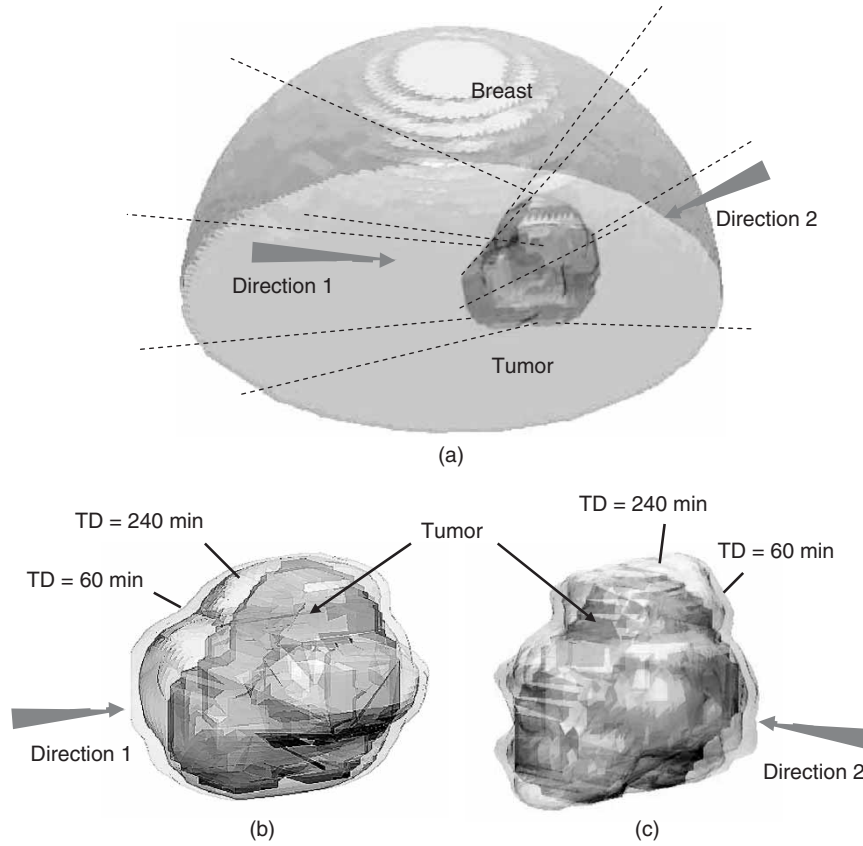 Breast
Direction 2
Direction 1
Tumor
(a)
TD = 240 min
Tumor
TD = 240 min
TD = 60 min
TD = 60 min
Direction 1
Direction 2
(b)
(c)